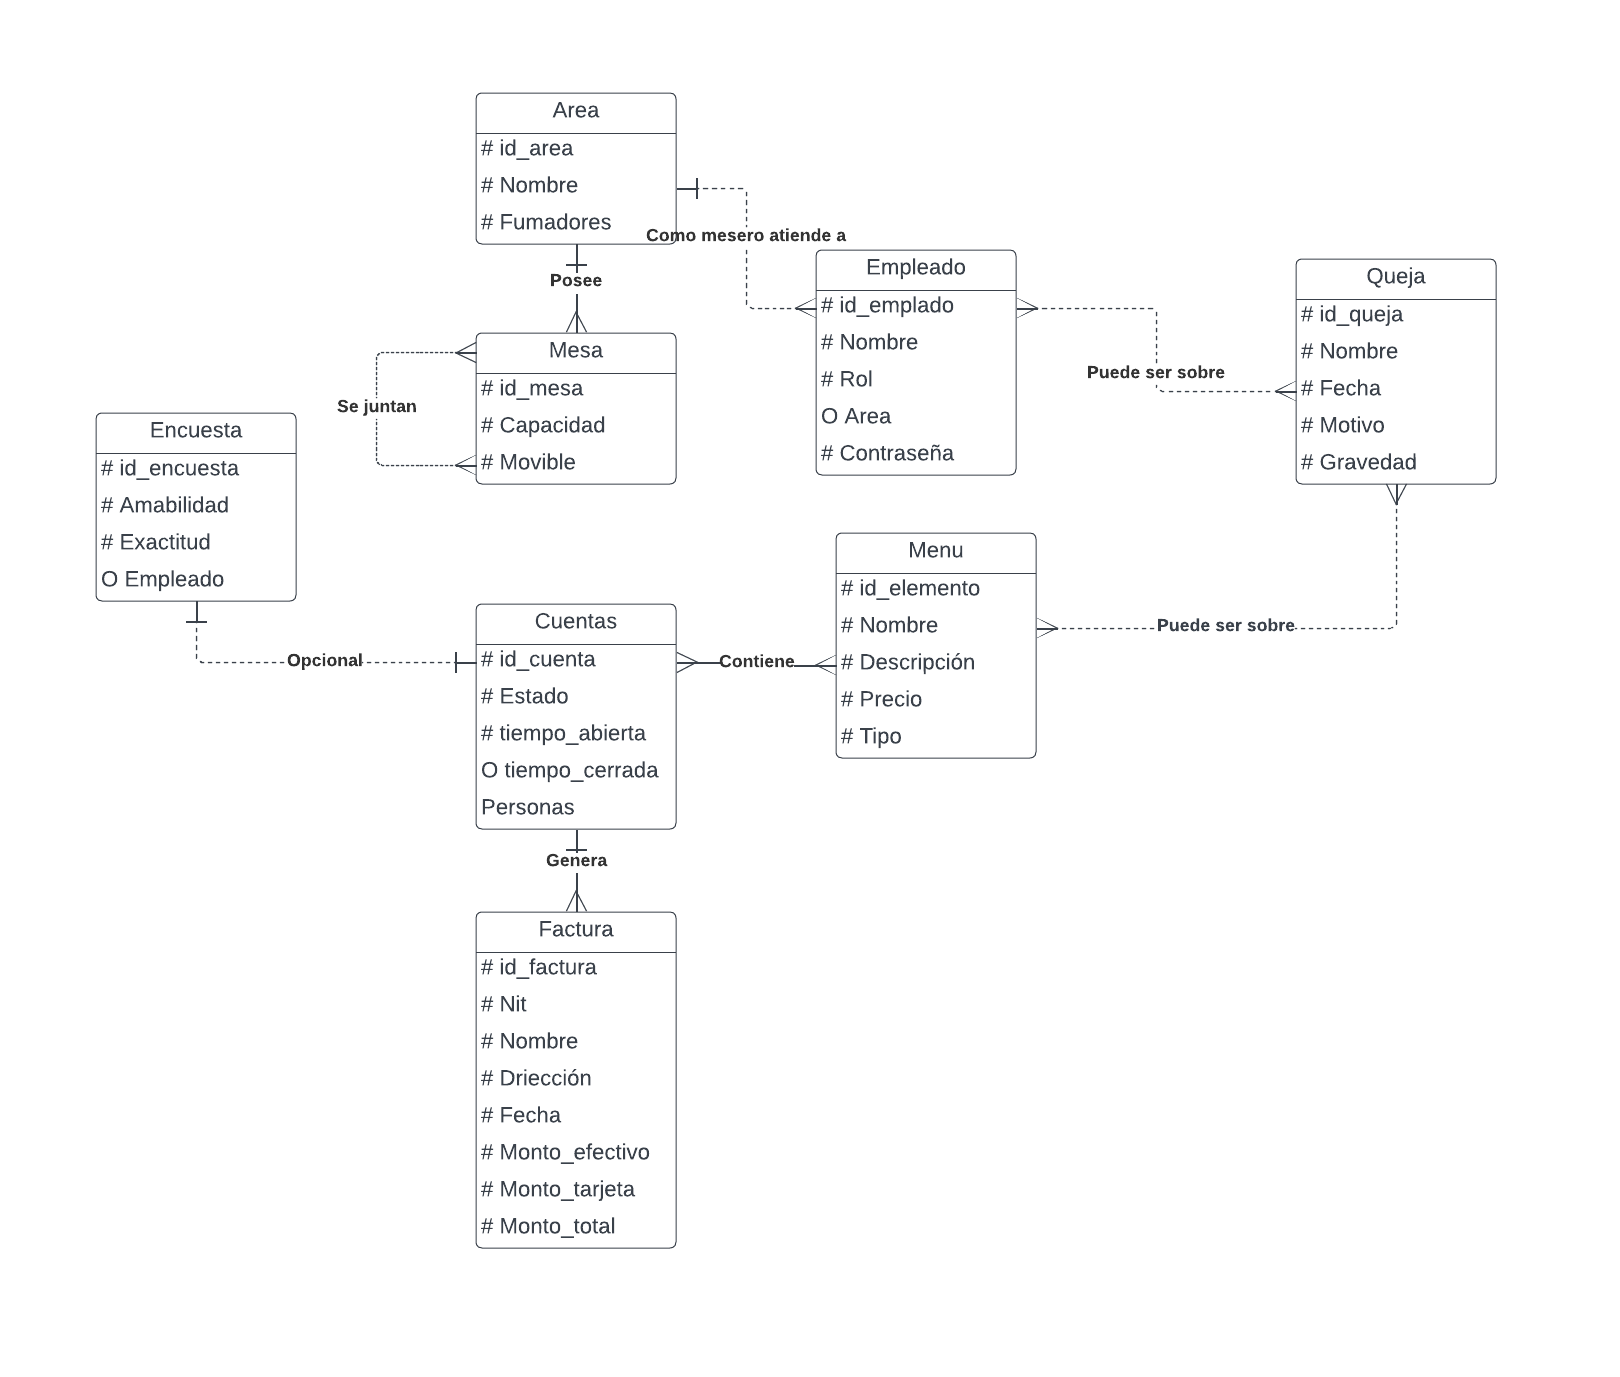 Area
# id_area
# Nombre
# Fumadores
Como mesero atiende a
Posee
Empleado
# id_emplado
# Nombre
# Rol
O Area
# Contraseña
Queja
# id_queja
# Nombre
# Fecha
# Motivo
# Gravedad
Puede ser sobre
Mesa
# id_mesa
# Capacidad
# Movible
Se juntan
Encuesta
# id_encuesta
# Amabilidad
# Exactitud
O Empleado
Opcional
Menu
# id_elemento
# Nombre
# Descripción
# Precio
# Tipo
Puede ser sobre
Cuentas
# id_cuenta
# Estado
# tiempo_abierta
O tiempo_cerrada
Personas
Contiene
Genera
Factura
# id_factura
# Nit
# Nombre
# Driección
# Fecha
# Monto_efectivo
# Monto_tarjeta
# Monto_total